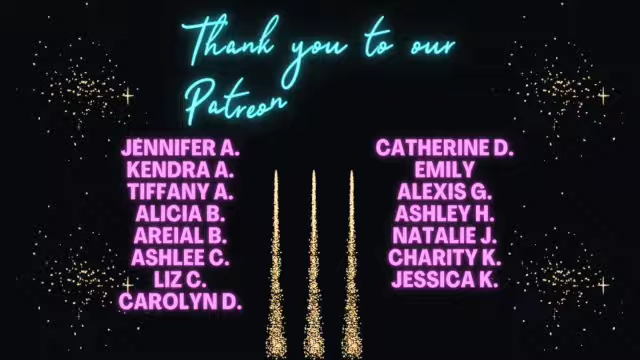 Thank you to our
Patreon
JENNIFER A.
KENDRA A.
TIFFANY A.
ALICIA B.
AREIAL B.
ASHLEE C.
LIZ C.
CAROLYN D.
CATHERINE D.
EMILY
ALEXIS G.
ASHLEY H.
NATALIE J.
CHARITY K.
JESSICA K.